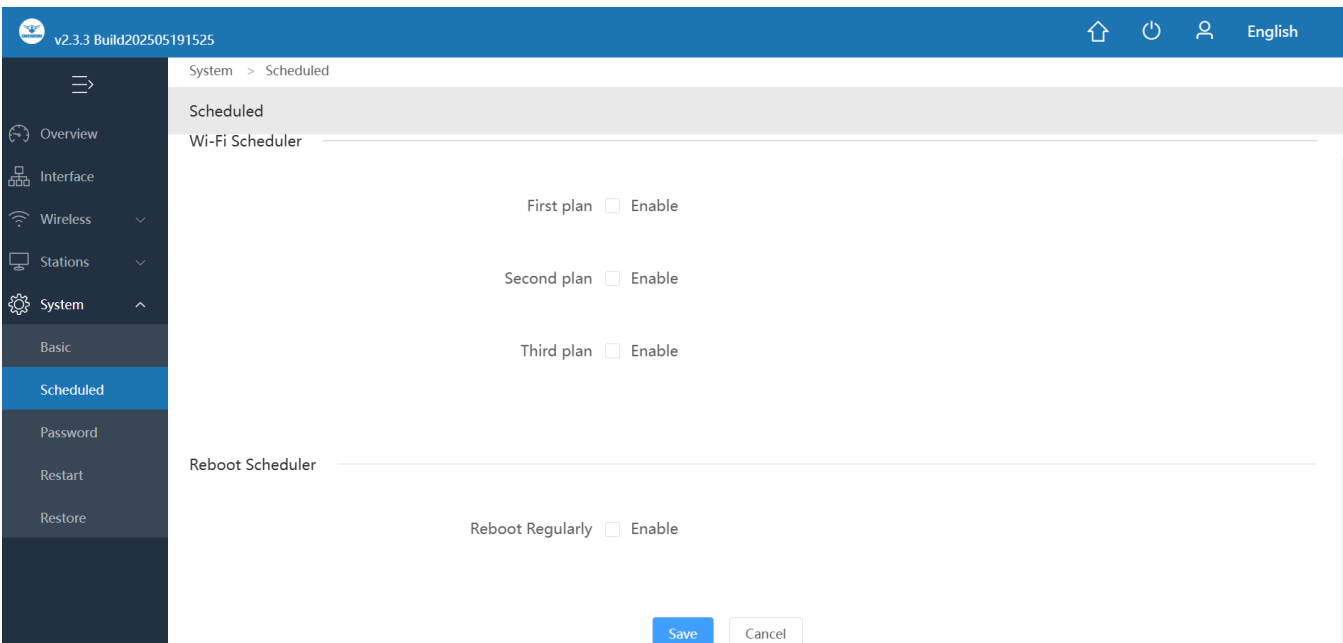 v2.3.3 Build202505191525
English
System > Scheduled
Scheduled
Overview
Wi-Fi Scheduler
Interface
First plan Enable
Wireless
Stations
Second plan Enable
System
Basic
Third plan Enable
Scheduled
Password
Reboot Scheduler
Restart
Restore
Reboot Regularly Enable
Save Cancel